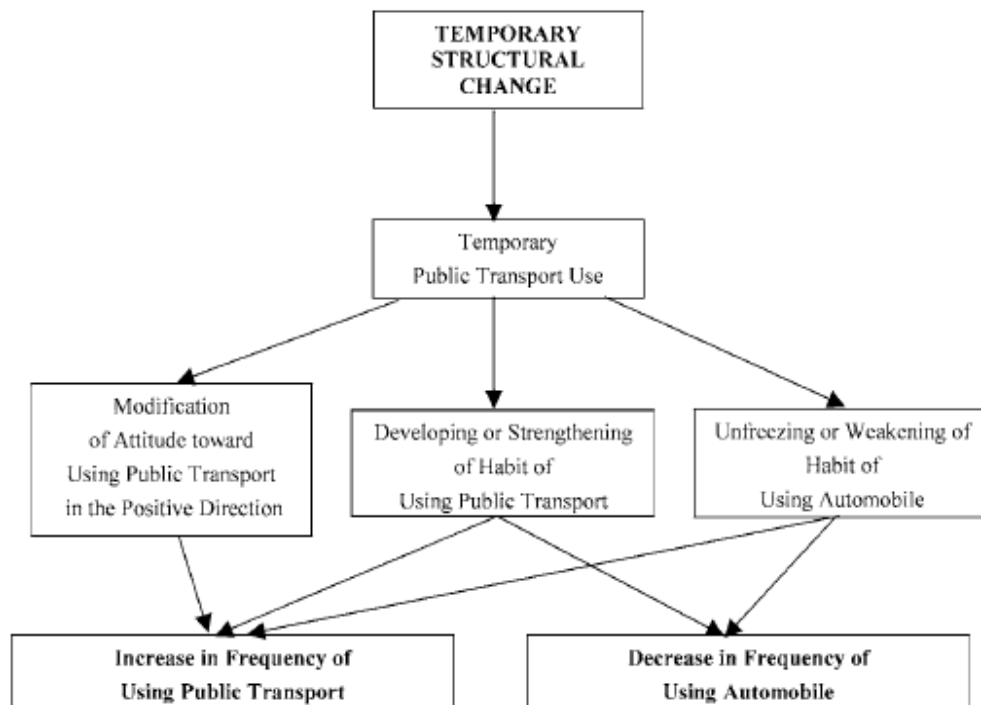 TEMPORARY
STRUCTURAL
CHANGE
Temporary
Public Transport Use
Modification
of Attitude toward
Using Public Transport
in the Positive Direction
Developing or Strengthening
of Habit of
Using Public Transport
Unfreezing or Weakening of
Habit of
Using Automobile
Increase in Frequency of
Using Public Transport
Decrease in Frequency of
Using Automobile